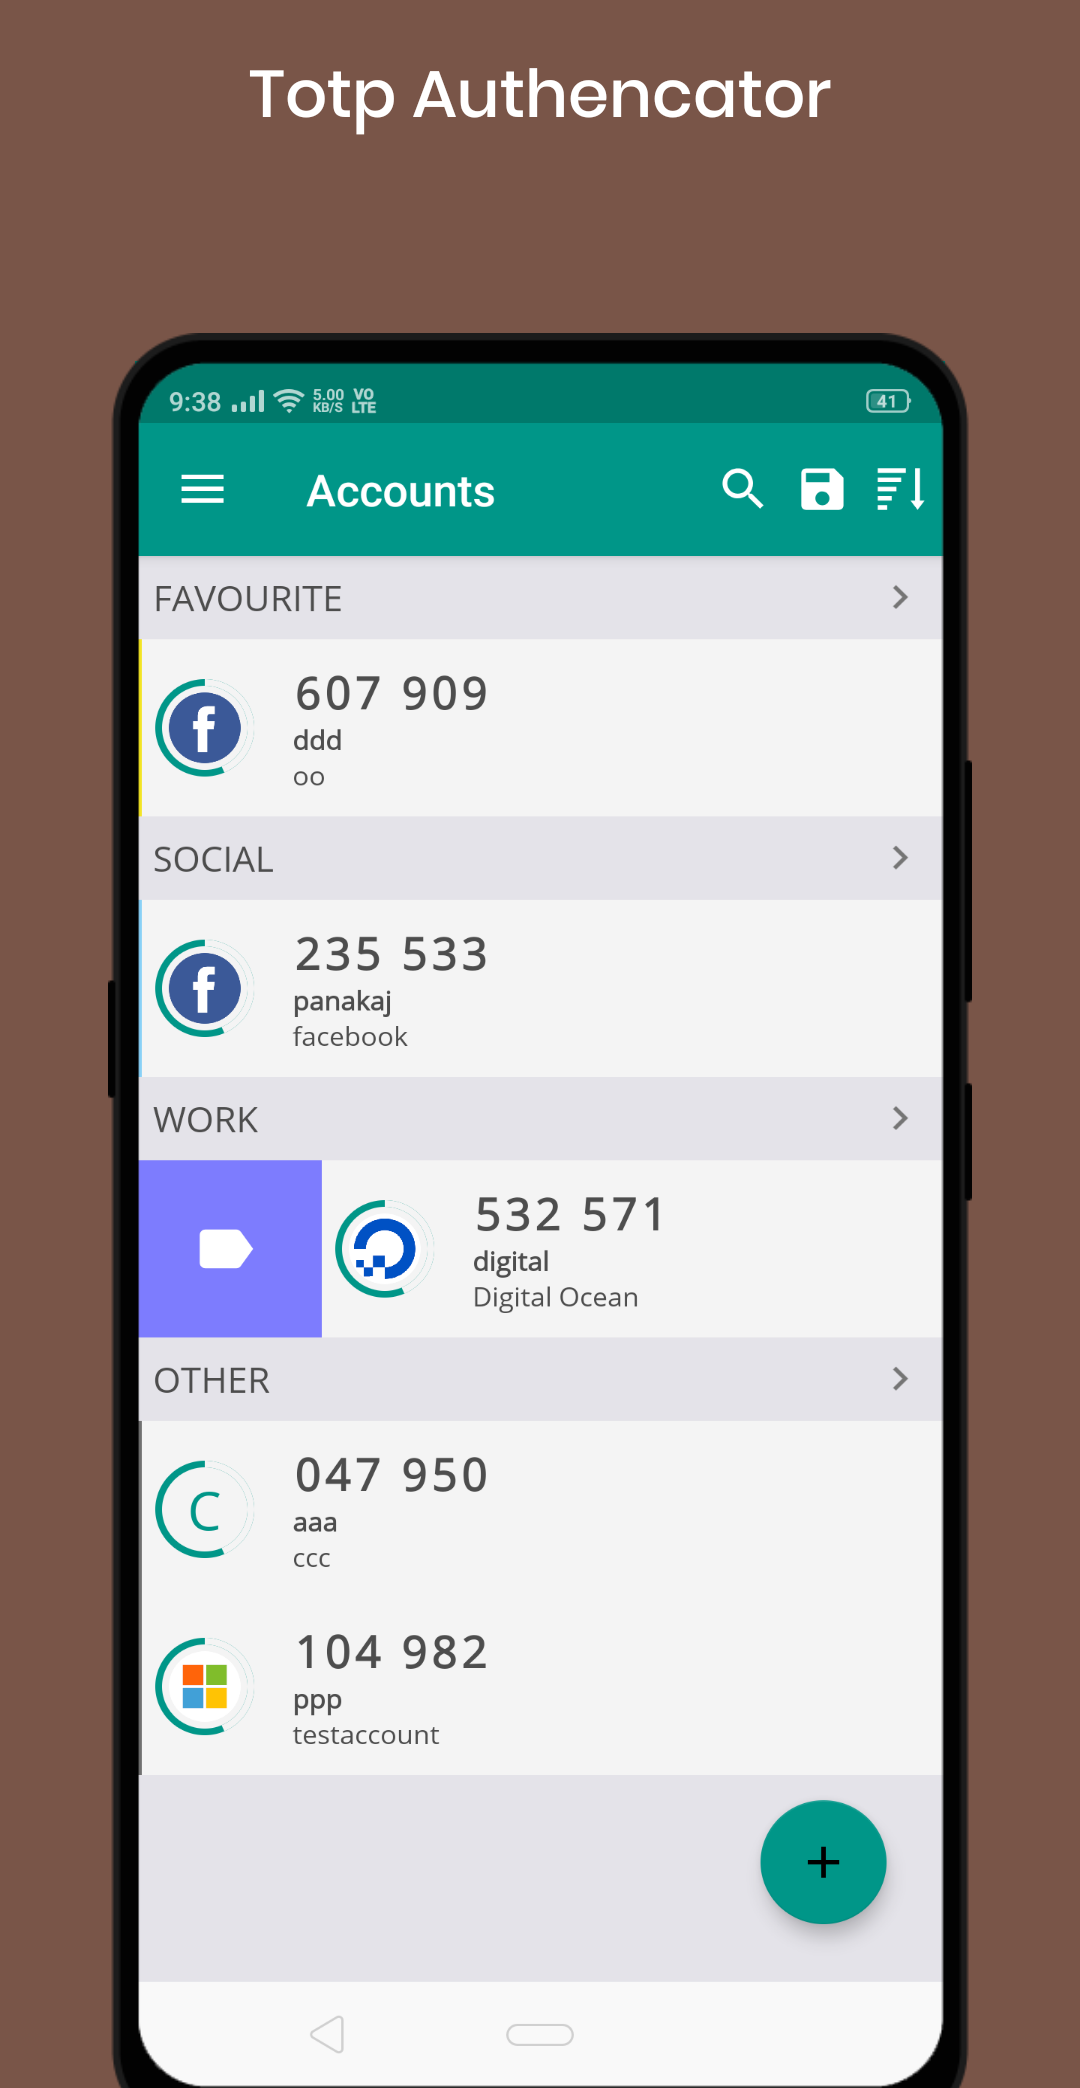 Totp Authencator
9:38 5.00 KB/S VO LTE 41
Accounts
FAVOURITE
607 909
ddd
oo
SOCIAL
235 533
panakaj
facebook
WORK
532 571
digital
Digital Ocean
OTHER
C
047 950
aaa
ccc
104 982
ppp
testaccount